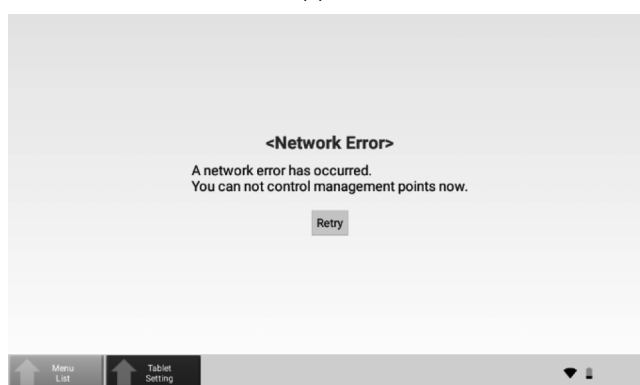 <Network Error>
A network error has occurred.
You can not control management points now.
Retry
Menu
List
Tablet
Setting